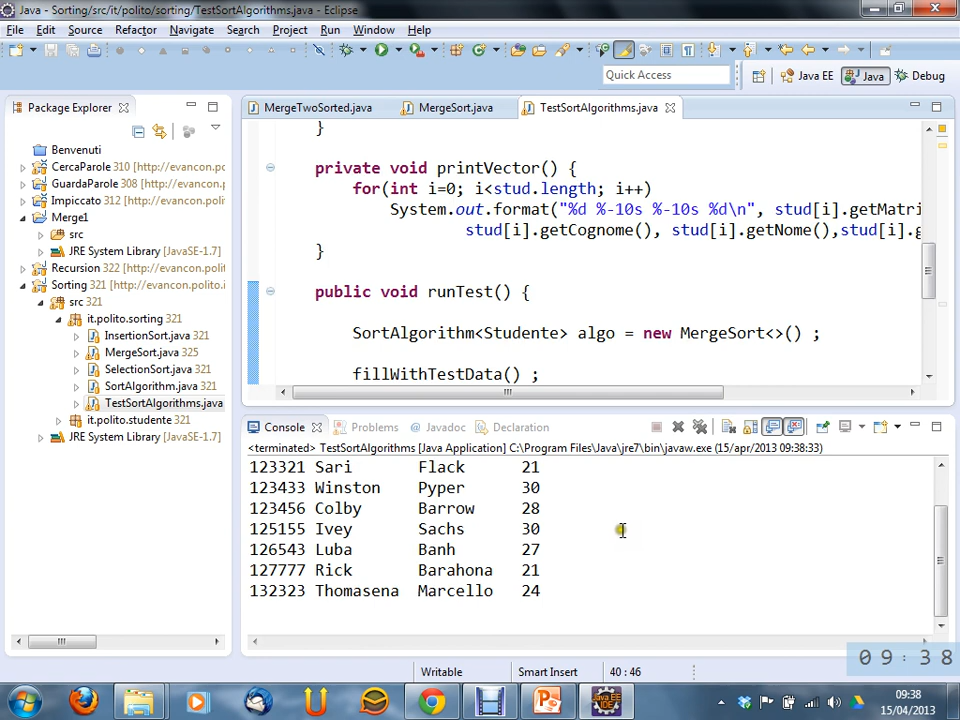 Java - Sorting/src/it/polito/sorting/TestSortAlgorithms.java - Eclipse
File Edit Source Refactor Navigate Search Project Run Window Help
Quick Access
Java EE Java Debug
Package Explorer
Benvenuti
CercaParole 310 [http://evancon.
GuardaParole 308 [http://evancon.
Impiccato 312 [http://evancon.po
Merge1
src
JRE System Library [JavaSE-1.7]
Recursion 322 [http://evancon.polit
Sorting 321 [http://evancon.polito.i
src 321
it.polito.sorting 321
InsertionSort.java 321
MergeSort.java 325
SelectionSort.java 321
SortAlgorithm.java 321
TestSortAlgorithms.java
it.polito.studente 321
JRE System Library [JavaSE-1.7]
MergeTwoSorted.java MergeSort.java TestSortAlgorithms.java
}
private void printVector() {
for(int i=0; i<stud.length; i++)
System.out.format("%d %-10s %-10s %d\n", stud[i].getMatri
stud[i].getCognome(), stud[i].getNome(),stud[i].g
}
public void runTest() {
SortAlgorithm<Studente> algo = new MergeSort<>() ;
fillWithTestData() ;
Console Problems @ Javadoc Declaration
<terminated> TestSortAlgorithms [Java Application] C:\Program Files\Java\jre7\bin\javaw.exe (15/apr/2013 09:38:33)
123321 Sari Flack 21
123433 Winston Pyper 30
123456 Colby Barrow 28
125155 Ivey Sachs 30
126543 Luba Banh 27
127777 Rick Barahona 21
132323 Thomasena Marcello 24
09:38
Writable Smart Insert 40 : 46
09:38
15/04/2013